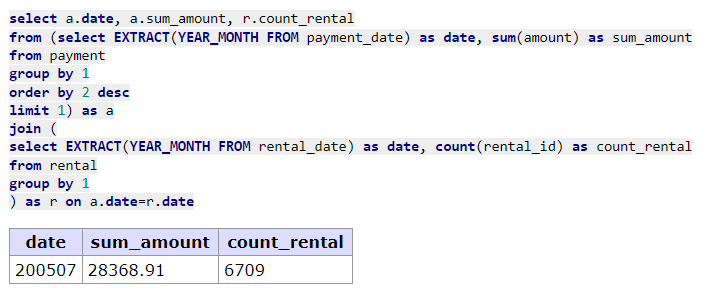 select a.date, a.sum_amount, r.count_rental
from (select EXTRACT(YEAR_MONTH FROM payment_date) as date, sum(amount) as sum_amount
from payment
group by 1
order by 2 desc
limit 1) as a
join (
select EXTRACT(YEAR_MONTH FROM rental_date) as date, count(rental_id) as count_rental
from rental
group by 1
) as r on a.date=r.date
date sum_amount count_rental
200507 28368.91 6709